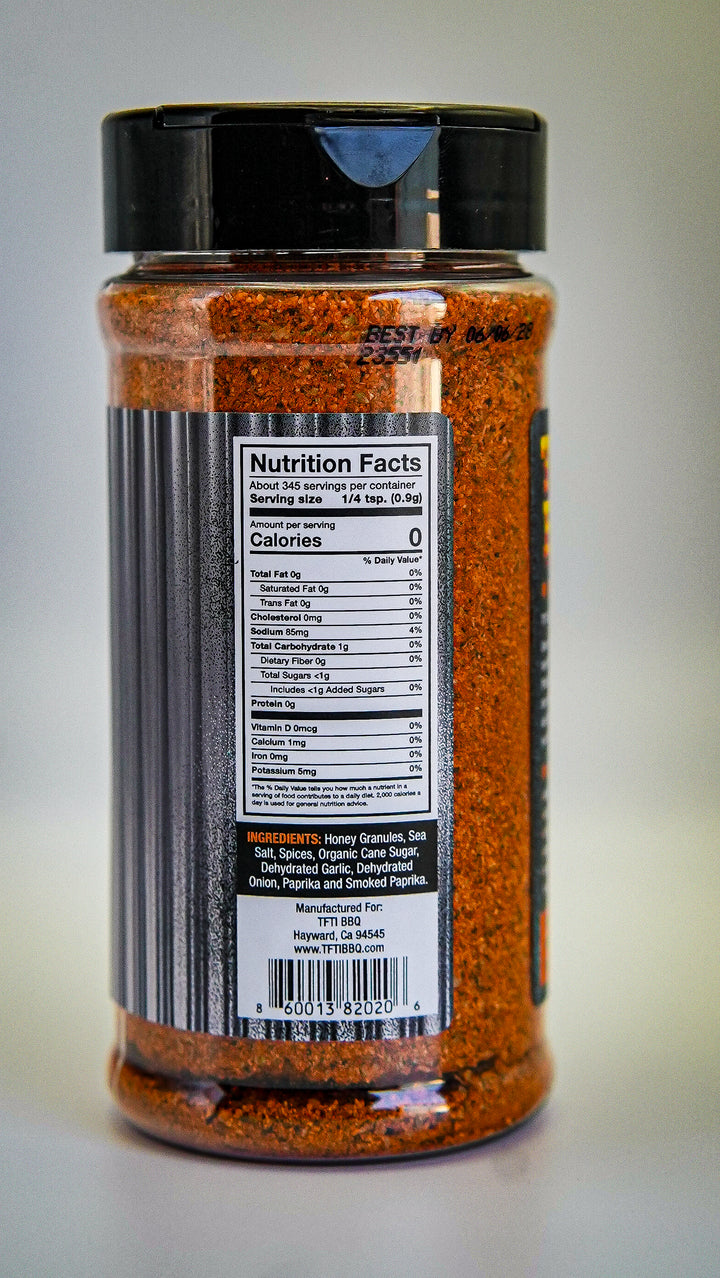 BEST BY 06/06/28
23551
Nutrition Facts
About 345 servings per container
Serving size 1/4 tsp. (0.9g)
Amount per serving
Calories 0
% Daily Value*
Total Fat 0g 0%
Saturated Fat 0g 0%
Trans Fat 0g 0%
Cholesterol 0mg 0%
Sodium 85mg 4%
Total Carbohydrate 1g 0%
Dietary Fiber 0g 0%
Total Sugars <1g
Includes <1g Added Sugars 0%
Protein 0g
Vitamin D 0mcg 0%
Calcium 1mg 0%
Iron 0mg 0%
Potassium 5mg 0%
*The % Daily Value tells you how much a nutrient in a
serving of food contributes to a daily diet. 2,000 calories a
day is used for general nutrition advice.
INGREDIENTS: Honey Granules, Sea
Salt, Spices, Organic Cane Sugar,
Dehydrated Garlic, Dehydrated
Onion, Paprika and Smoked Paprika.
Manufactured For:
TFTI BBQ
Hayward, Ca 94545
www.TFTIBBQ.com
8 60013 82020 6